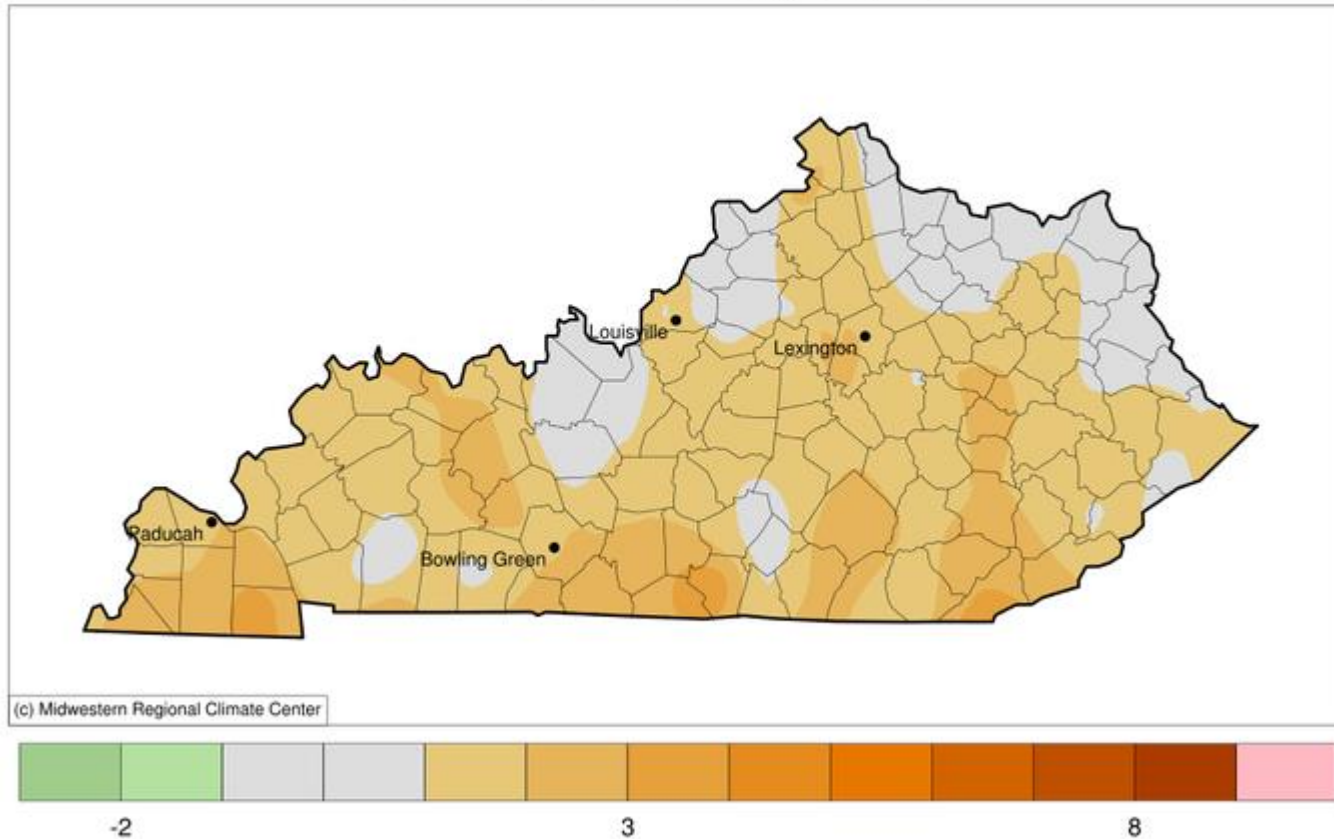 Louisville
Lexington
Paducah
Bowling Green
(c) Midwestern Regional Climate Center
-2 3 8